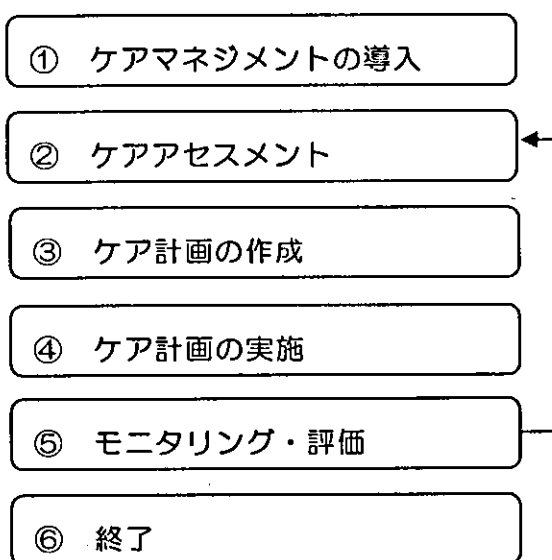 ① ケアマネジメントの導入
② ケアアセスメント
③ ケア計画の作成
④ ケア計画の実施
⑤ モニタリング・評価
⑥ 終了